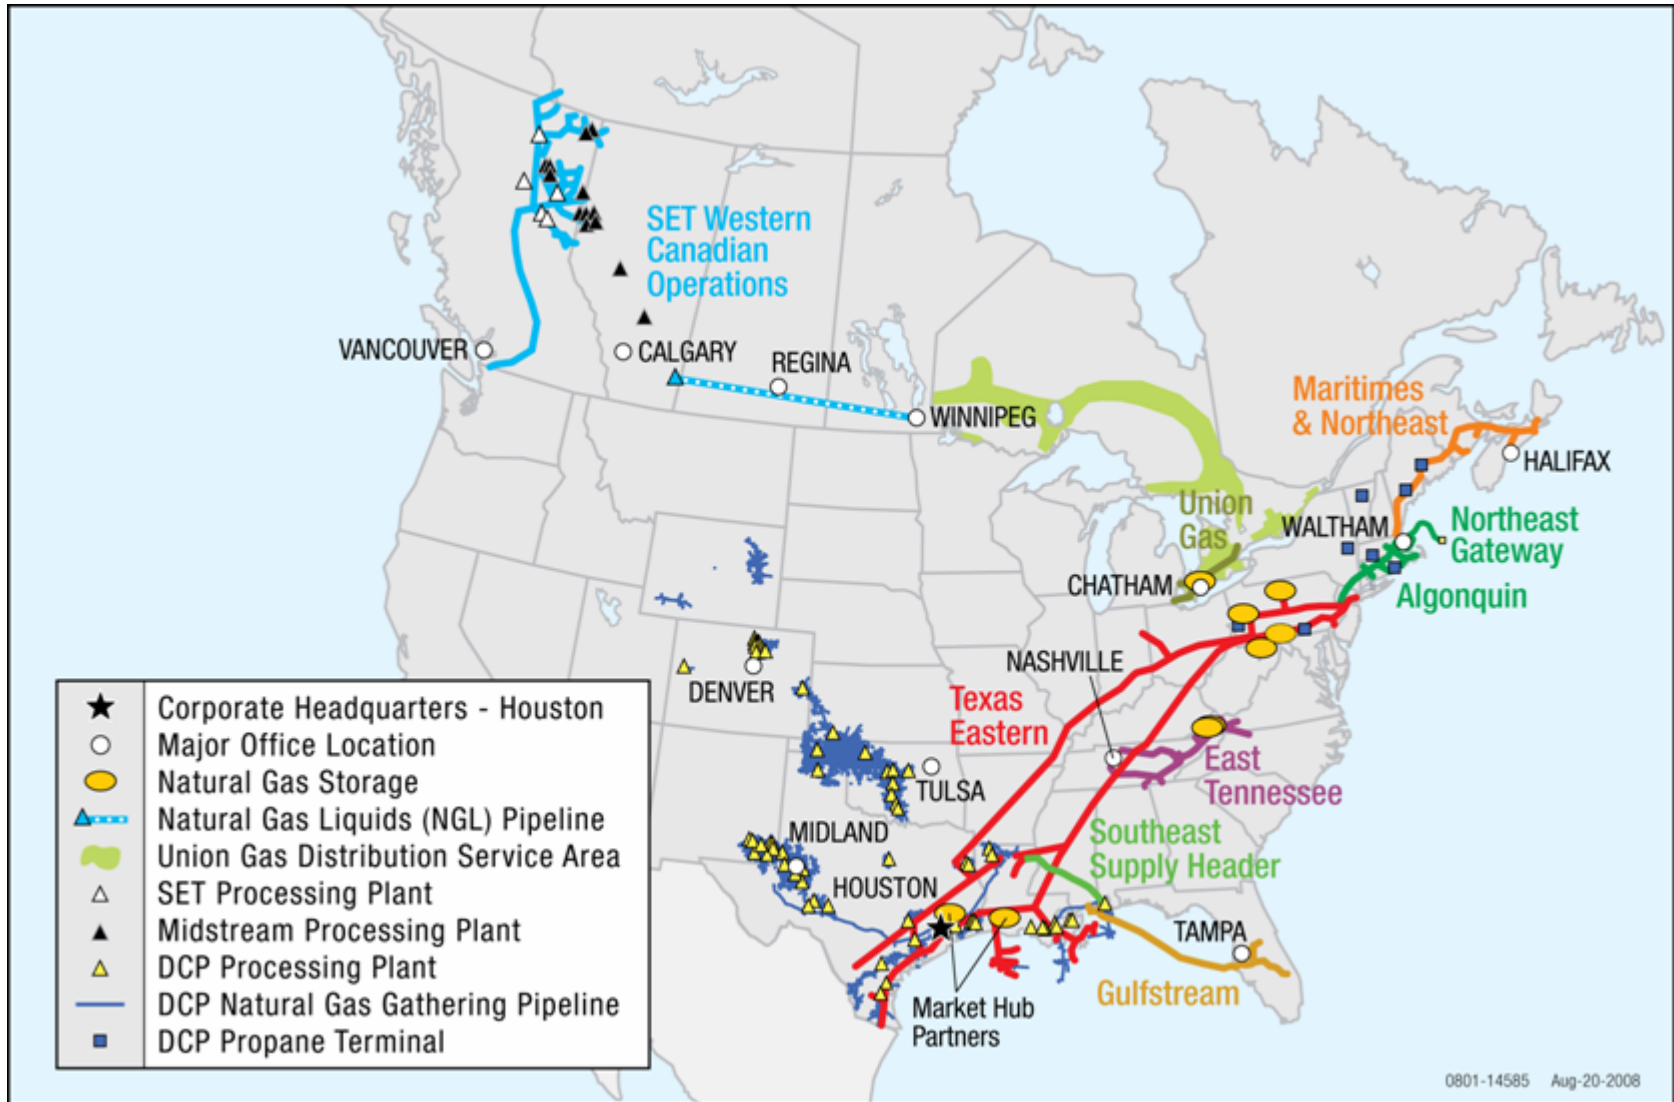 SET Western
Canadian
Operations
VANCOUVER
CALGARY
REGINA
WINNIPEG
Maritimes
& Northeast
HALIFAX
Union
Gas
WALTHAM
Northeast
Gateway
CHATHAM
Algonquin
NASHVILLE
DENVER
Texas
Eastern
East
Tennessee
TULSA
MIDLAND
Southeast
Supply Header
HOUSTON
TAMPA
Gulfstream
Market Hub
Partners
Corporate Headquarters - Houston
Major Office Location
Natural Gas Storage
Natural Gas Liquids (NGL) Pipeline
Union Gas Distribution Service Area
SET Processing Plant
Midstream Processing Plant
DCP Processing Plant
DCP Natural Gas Gathering Pipeline
DCP Propane Terminal
0801-14585 Aug-20-2008